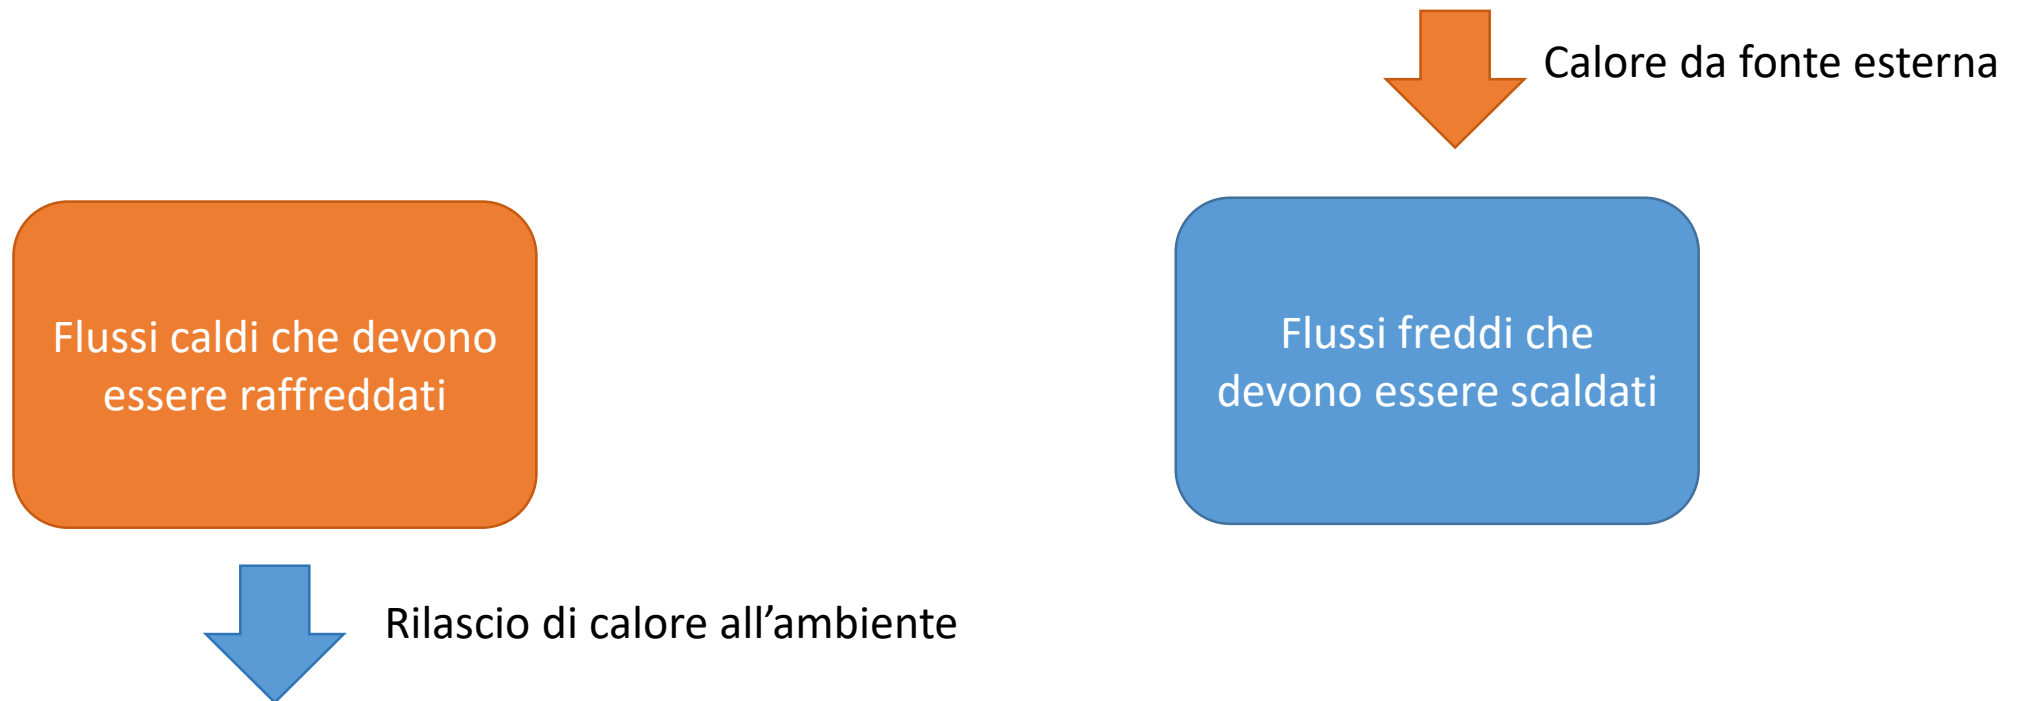 Calore da fonte esterna
Flussi caldi che devono
essere raffreddati
Flussi freddi che
devono essere scaldati
Rilascio di calore all’ambiente